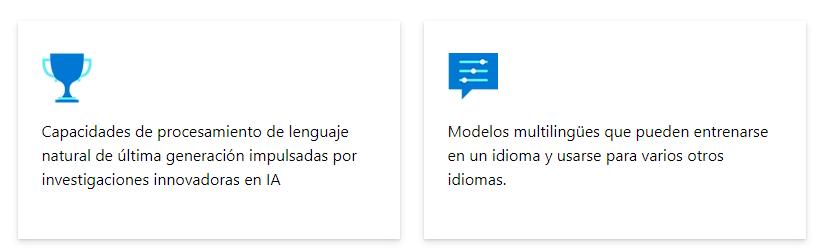 Capacidades de procesamiento de lenguaje
natural de última generación impulsadas por
investigaciones innovadoras en IA
Modelos multilingües que pueden entrenarse
en un idioma y usarse para varios otros
idiomas.